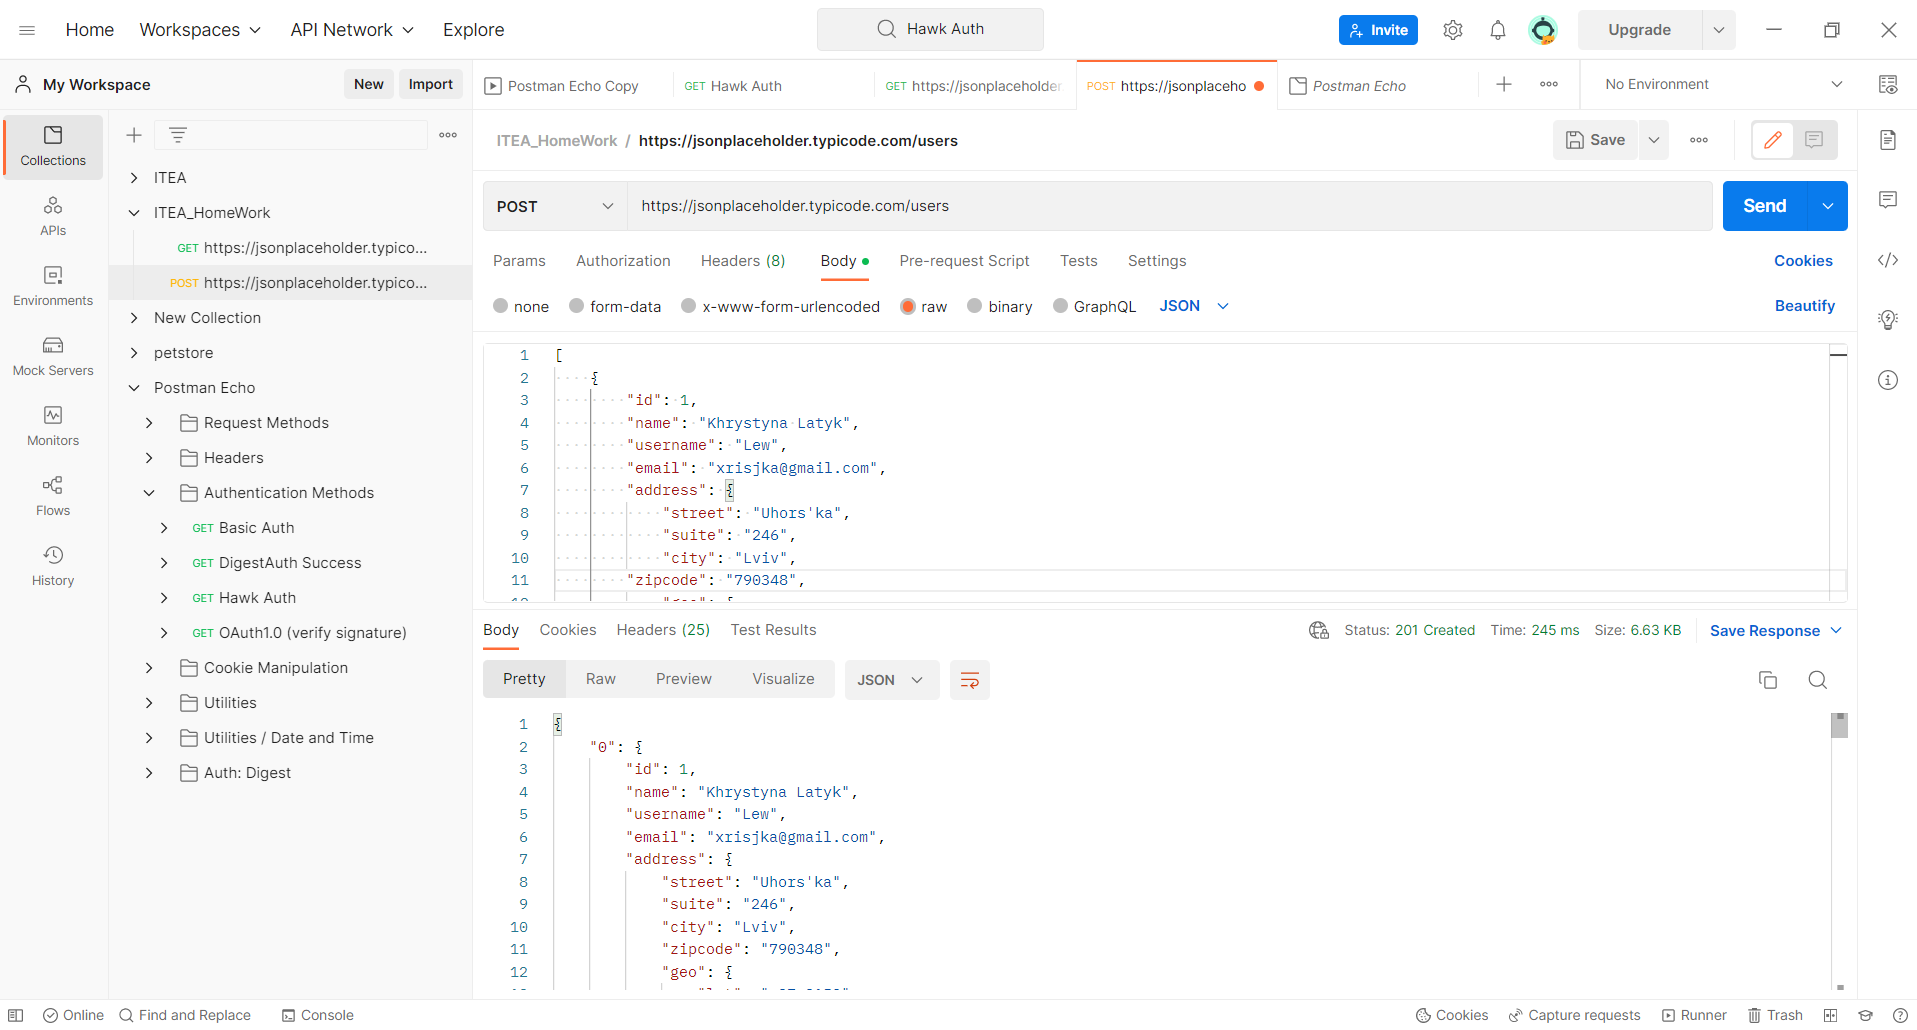 Home Workspaces API Network Explore Hawk Auth Invite Upgrade
My Workspace New Import Postman Echo Copy GET Hawk Auth GET https://jsonplaceholder POST https://jsonplaceho Postman Echo No Environment
Collections
APIs
Environments
Mock Servers
Monitors
Flows
History
ITEA
ITEA_HomeWork
GET https://jsonplaceholder.typico...
POST https://jsonplaceholder.typico...
New Collection
petstore
Postman Echo
Request Methods
Headers
Authentication Methods
GET Basic Auth
GET DigestAuth Success
GET Hawk Auth
GET OAuth1.0 (verify signature)
Cookie Manipulation
Utilities
Utilities / Date and Time
Auth: Digest
ITEA_HomeWork / https://jsonplaceholder.typicode.com/users Save
POST https://jsonplaceholder.typicode.com/users Send
Params Authorization Headers (8) Body Pre-request Script Tests Settings Cookies
none form-data x-www-form-urlencoded raw binary GraphQL JSON Beautify
1 [
2 {
3 "id": 1,
4 "name": "Khrystyna Latyk",
5 "username": "Lew",
6 "email": "xrisjka@gmail.com",
7 "address": {
8 "street": "Uhors'ka",
9 "suite": "246",
10 "city": "Lviv",
11 "zipcode": "790348",
12 "geo": {
Body Cookies Headers (25) Test Results Status: 201 Created Time: 245 ms Size: 6.63 KB Save Response
Pretty Raw Preview Visualize JSON
1 {
2 "0": {
3 "id": 1,
4 "name": "Khrystyna Latyk",
5 "username": "Lew",
6 "email": "xrisjka@gmail.com",
7 "address": {
8 "street": "Uhors'ka",
9 "suite": "246",
10 "city": "Lviv",
11 "zipcode": "790348",
12 "geo": {
Online Find and Replace Console Cookies Capture requests Runner Trash